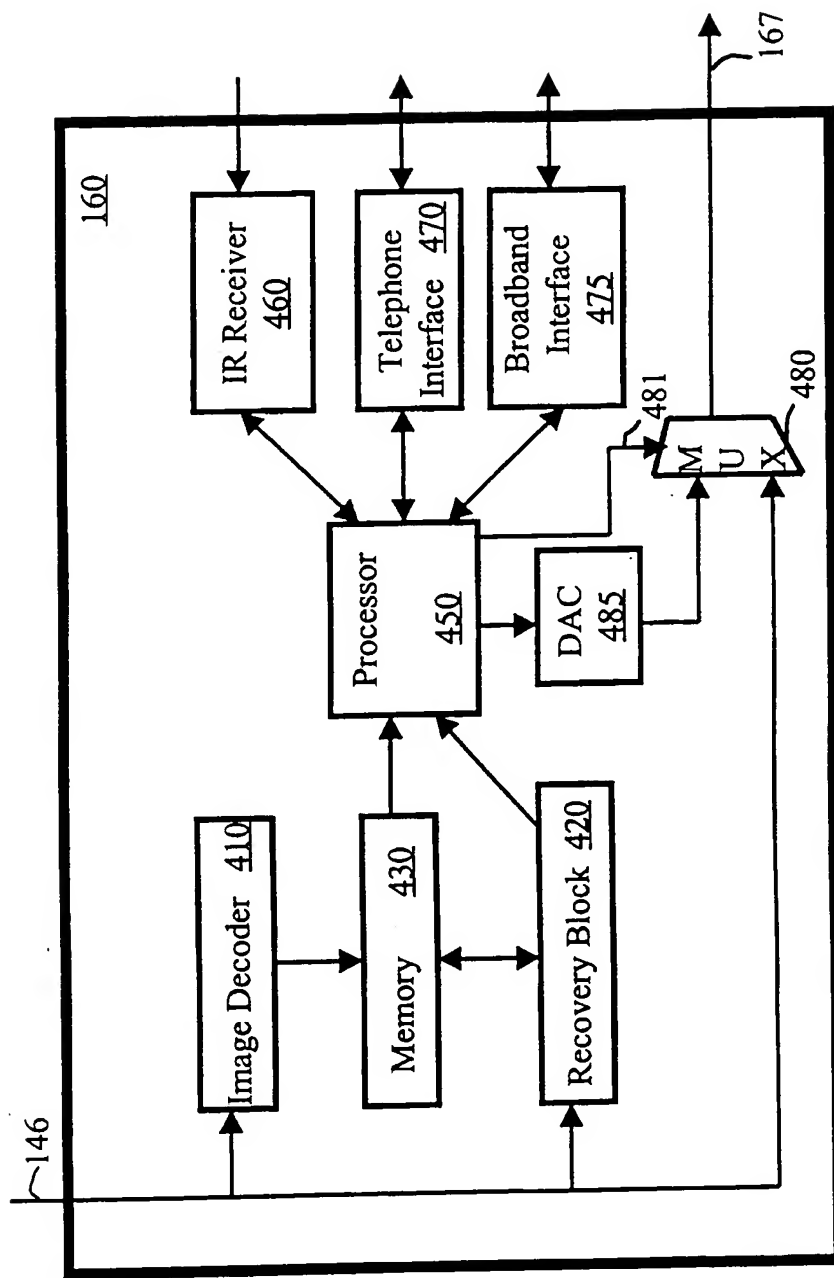 146
160
Image Decoder 410
Memory 430
Recovery Block 420
Processor
450
DAC
485
IR Receiver
460
Telephone
Interface 470
Broadband
Interface
475
481
M
U
X
480
167